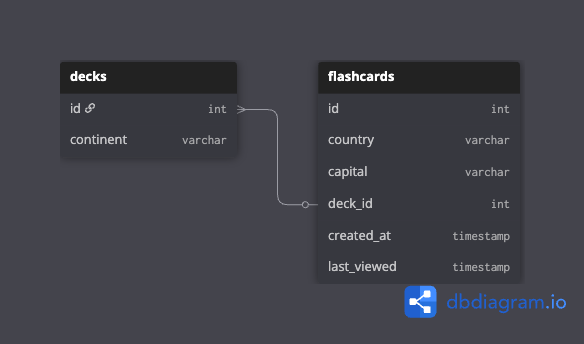 decks
id int
continent varchar
flashcards
id int
country varchar
capital varchar
deck_id int
created_at timestamp
last_viewed timestamp
dbdiagram.io